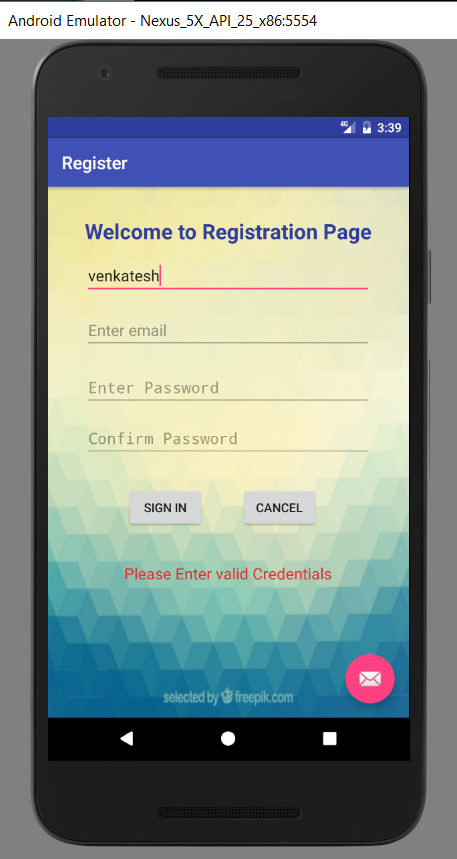 Android Emulator - Nexus_5X_API_25_x86:5554
4G 3:39
Register
Welcome to Registration Page
venkatesh
Enter email
Enter Password
Confirm Password
SIGN IN CANCEL
Please Enter valid Credentials
selected by freepik.com